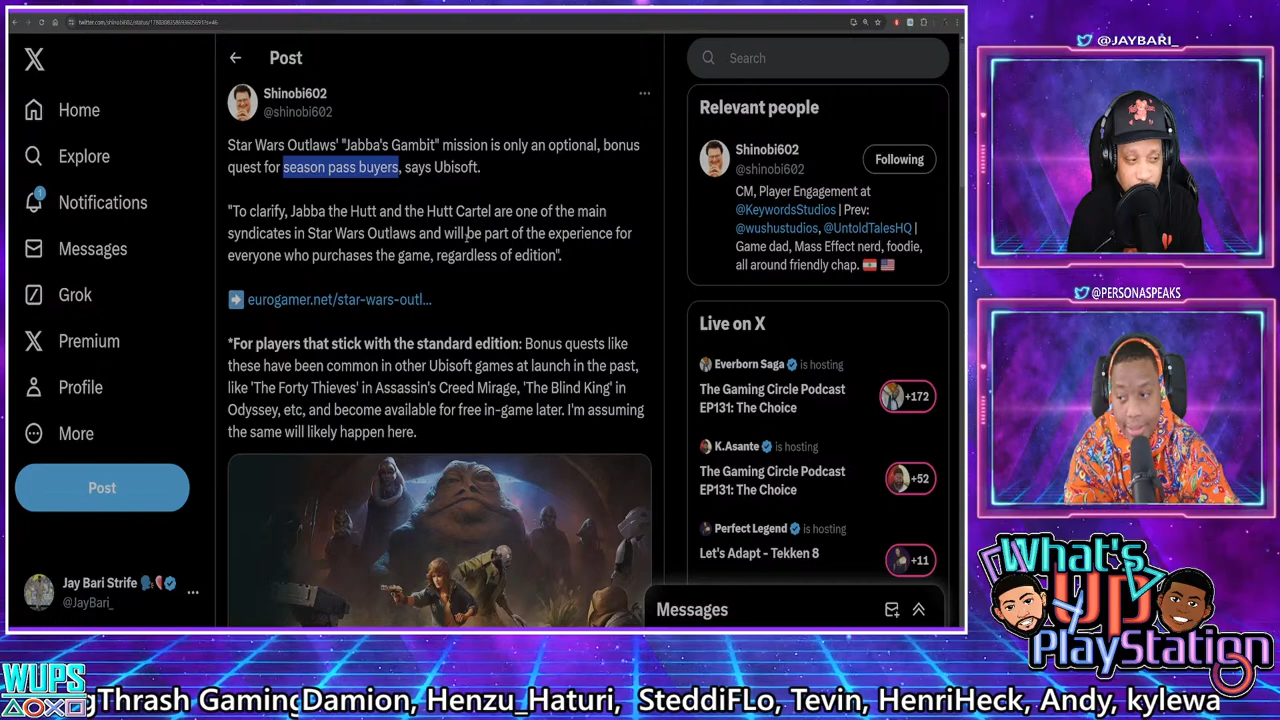 twitter.com/shinobi602/status/1780308358693605691?s=46
@JAYBARI_
Post
Search
Home
Explore
1
Notifications
Messages
Grok
Premium
Profile
More
Post
Jay Bari Strife
@JayBari_
Shinobi602
@shinobi602
Star Wars Outlaws' "Jabba's Gambit" mission is only an optional, bonus
quest for season pass buyers, says Ubisoft.
"To clarify, Jabba the Hutt and the Hutt Cartel are one of the main
syndicates in Star Wars Outlaws and will be part of the experience for
everyone who purchases the game, regardless of edition".
eurogamer.net/star-wars-outl...
*For players that stick with the standard edition: Bonus quests like
these have been common in other Ubisoft games at launch in the past,
like 'The Forty Thieves' in Assassin's Creed Mirage, 'The Blind King' in
Odyssey, etc, and become available for free in-game later. I'm assuming
the same will likely happen here.
Relevant people
Shinobi602
@shinobi602
Following
CM, Player Engagement at
@KeywordsStudios | Prev:
@wushustudios, @UntoldTalesHQ |
Game dad, Mass Effect nerd, foodie,
all around friendly chap.
Live on X
Everborn Saga is hosting
The Gaming Circle Podcast
EP131: The Choice
+172
K.Asante is hosting
The Gaming Circle Podcast
EP131: The Choice
+52
Perfect Legend is hosting
Let's Adapt - Tekken 8
+11
Messages
@PERSONASPEAKS
What's
Up
PlayStation
WUPS
gThrash GamingDamion, Henzu_Haturi, SteddiFLo, Tevin, HenriHeck, Andy, kylewa